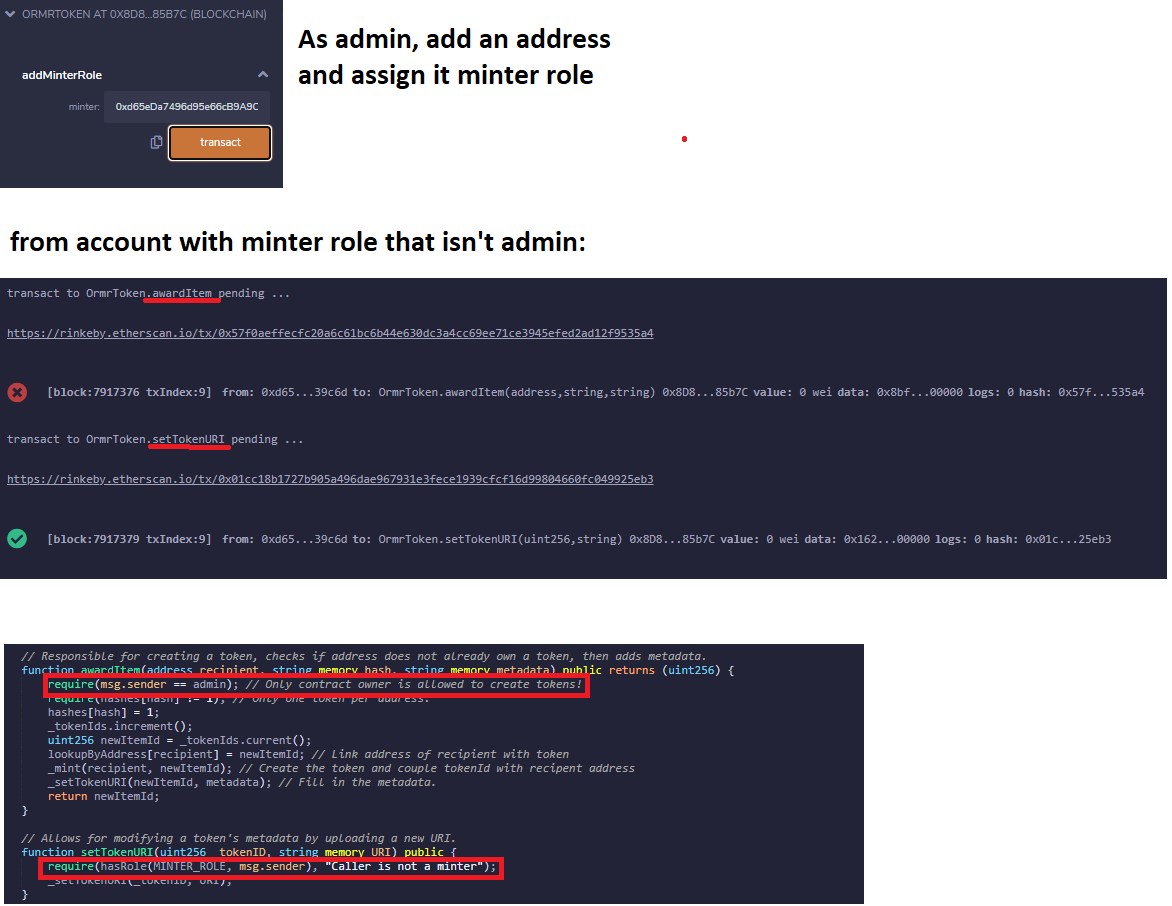 ORMRTOKEN AT 0X8D8...85B7C (BLOCKCHAIN)
As admin, add an address
and assign it minter role
addMinterRole
minter: 0xd65eDa7496d95e66cB9A9C
transact
from account with minter role that isn't admin:
transact to OrmrToken.awardItem pending ...
https://rinkeby.etherscan.io/tx/0x57f0aeffecfc20a6c61bc6b44e630dc3a4cc69ee71ce3945efed2ad12f9535a4
[block:7917376 txIndex:9] from: 0xd65...39c6d to: OrmrToken.awardItem(address,string,string) 0x8D8...85b7C value: 0 wei data: 0x8bf...00000 logs: 0 hash: 0x57f...535a4
transact to OrmrToken.setTokenURI pending ...
https://rinkeby.etherscan.io/tx/0x01cc18b1727b905a496dae967931e3fece1939cfcf16d99804660fc049925eb3
[block:7917379 txIndex:9] from: 0xd65...39c6d to: OrmrToken.setTokenURI(uint256,string) 0x8D8...85b7C value: 0 wei data: 0x162...00000 logs: 0 hash: 0x01c...25eb3
// Responsible for creating a token, checks if address does not already own a token, then adds metadata.
function awardItem(address recipient, string memory hash, string memory metadata) public returns (uint256) {
require(msg.sender == admin); // Only contract owner is allowed to create tokens!
require(hashes[hash] != 1); // Only one token per address.
hashes[hash] = 1;
_tokenIds.increment();
uint256 newItemId = _tokenIds.current();
lookupByAddress[recipient] = newItemId; // Link address of recipient with token
_mint(recipient, newItemId); // Create the token and couple tokenId with recipent address
_setTokenURI(newItemId, metadata); // Fill in the metadata.
return newItemId;
}
// Allows for modifying a token's metadata by uploading a new URI.
function setTokenURI(uint256 _tokenID, string memory URI) public {
require(hasRole(MINTER_ROLE, msg.sender), "Caller is not a minter");
_setTokenURI(_tokenID, URI);
}